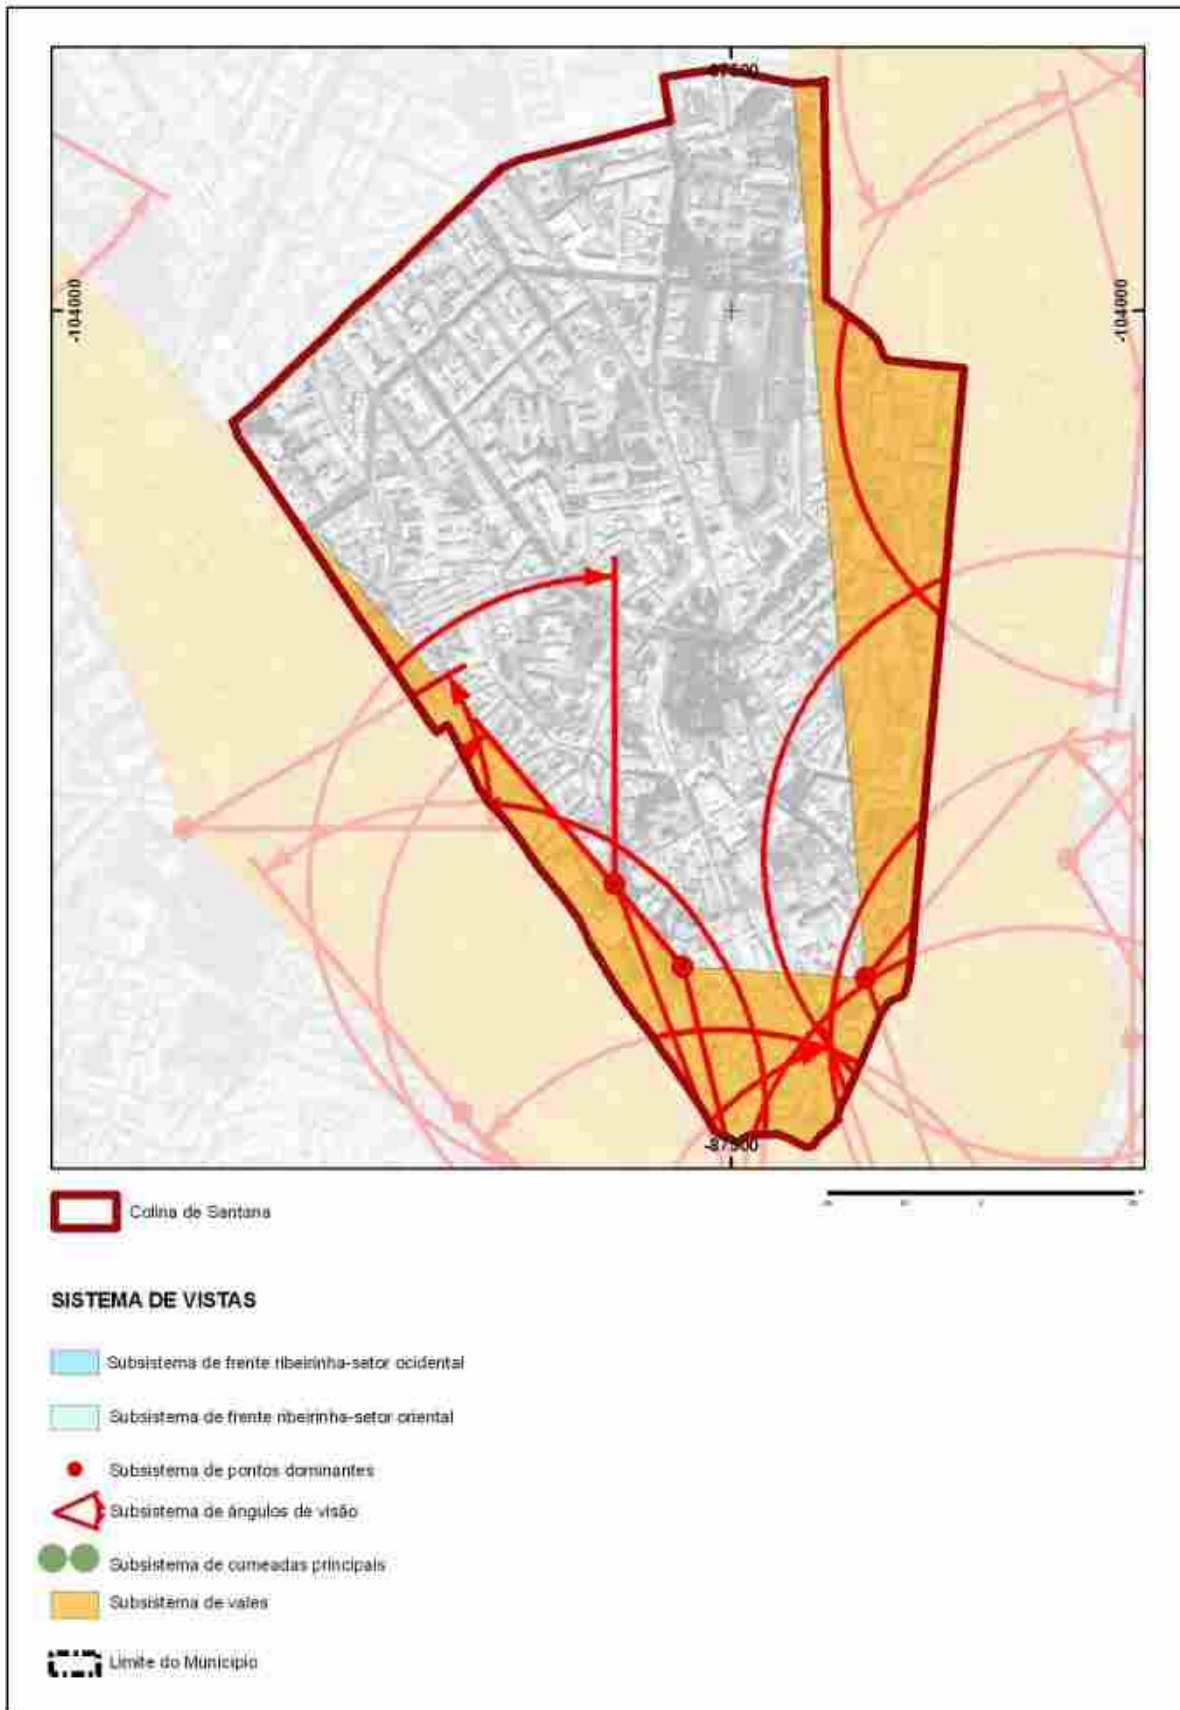 -87500
-104000
-104000
-87500
Colina de Santana
SISTEMA DE VISTAS
Subsistema de frente ribeirinha-setor ocidental
Subsistema de frente ribeirinha-setor oriental
Subsistema de pontos dominantes
Subsistema de ângulos de visão
Subsistema de cumeadas principais
Subsistema de vales
Limite do Município